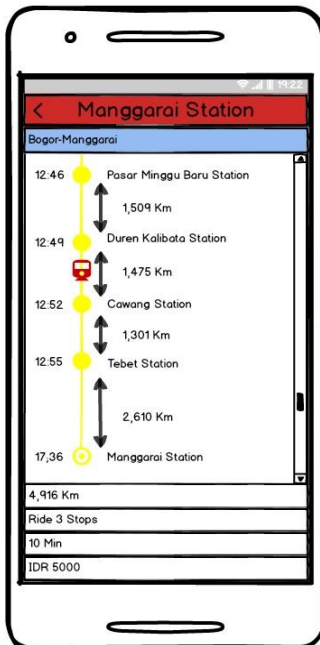 19:22
< Manggarai Station
Bogor-Manggarai
12:46 Pasar Minggu Baru Station
1,509 Km
12:49 Duren Kalibata Station
1,475 Km
12:52 Cawang Station
1,301 Km
12:55 Tebet Station
2,610 Km
17,36 Manggarai Station
4,916 Km
Ride 3 Stops
10 Min
IDR 5000